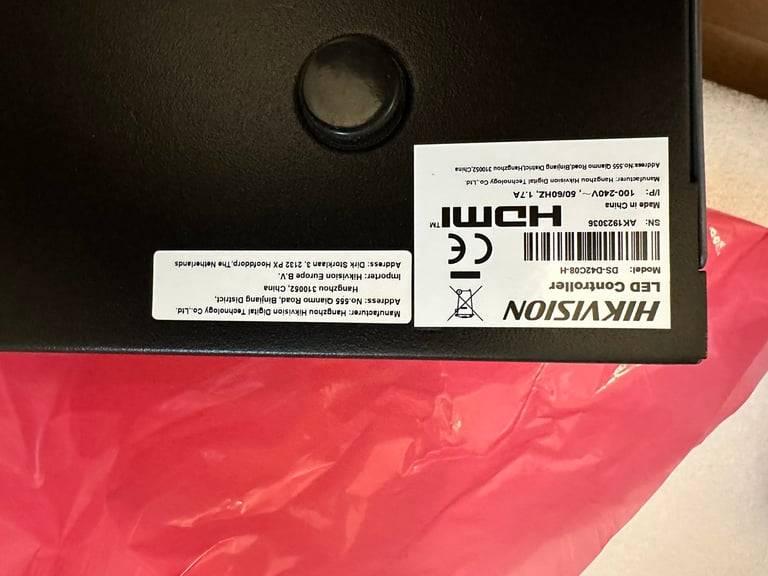 HIKVISION
LED Controller
Model: DS-D42C08-H
SN: AK1923036
Made in China
HDMI™
I/P: 100-240V, ～, 50/60HZ, 1.7A
Manufacturer: Hangzhou Hikvision Digital Technology Co.,Ltd.
Address:No.555 Qianmo Road,Binjiang District,Hangzhou 310052,China
CE
Manufacturer: Hangzhou Hikvision Digital Technology Co.,Ltd.
Address: No.555 Qianmo Road, Binjiang District,
Hangzhou 310052, China
Importer: Hikvision Europe B.V.
Address: Dirk Storklaan 3, 2132 PX Hoofddorp, The Netherlands